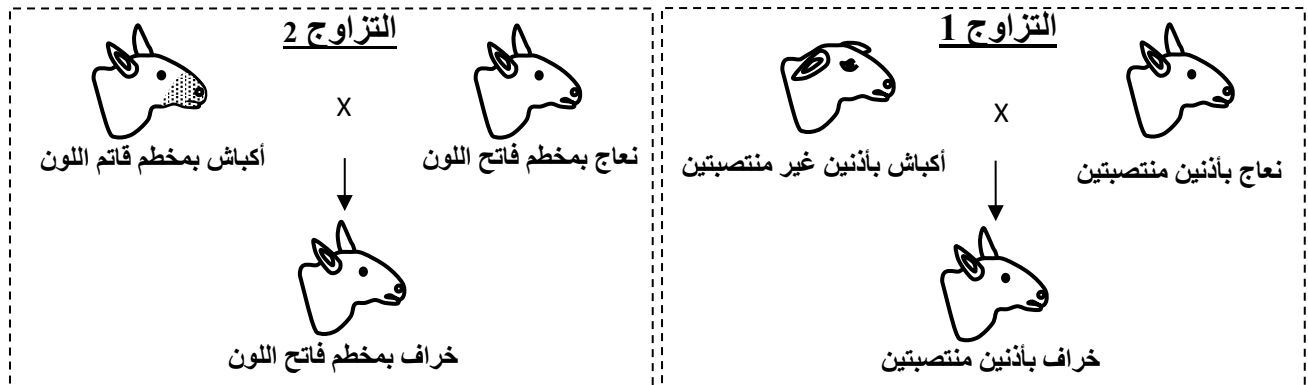 التزاوج 1
X
نعاج بأذنين منتصبتين
أكباش بأذنين غير منتصبتين
خراف بأذنين منتصبتين
التزاوج 2
X
نعاج بمخطم فاتح اللون
أكباش بمخطم قاتم اللون
خراف بمخطم فاتح اللون